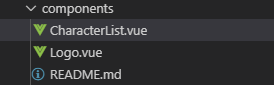 components
CharacterList.vue
Logo.vue
README.md